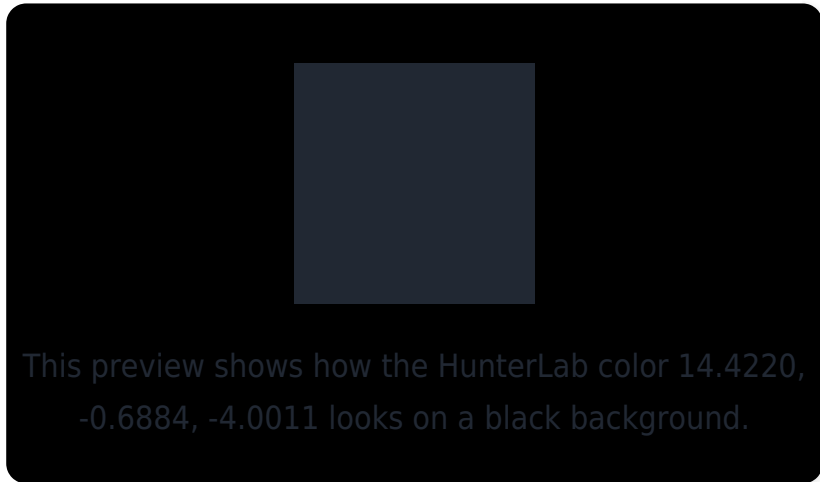 This preview shows how the HunterLab color 14.4220,
-0.6884, -4.0011 looks on a black background.